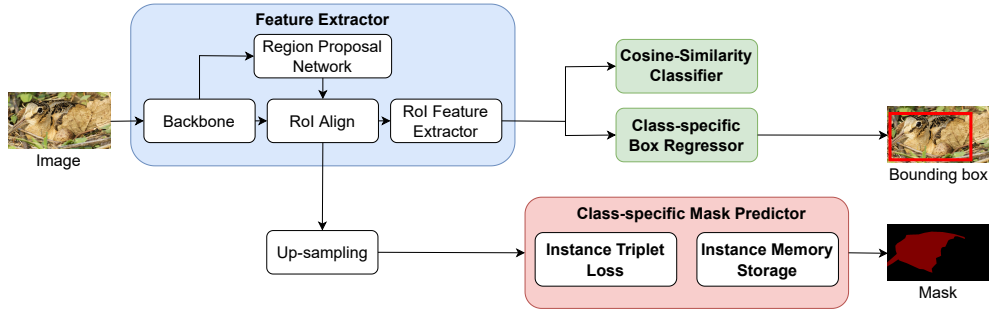 Feature Extractor
Region Proposal
Network
Backbone
RoI Align
RoI Feature
Extractor
Image
Cosine-Similarity
Classifier
Class-specific
Box Regressor
Bounding box
Up-sampling
Class-specific Mask Predictor
Instance Triplet
Loss
Instance Memory
Storage
Mask